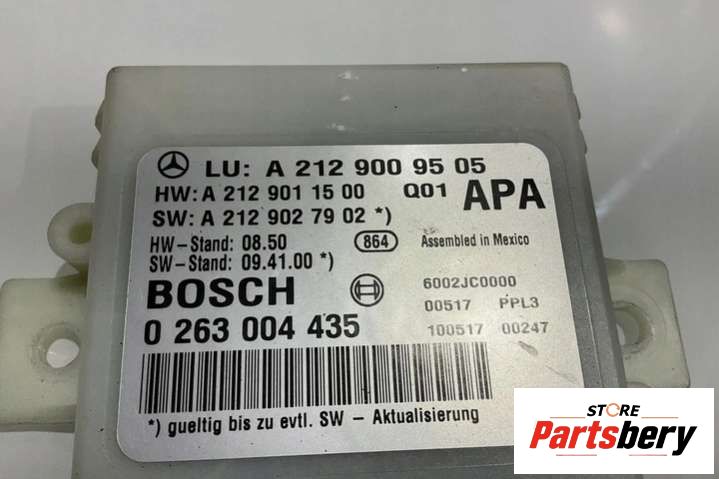 LU: A 212 900 95 05
HW: A 212 901 15 00 Q01 APA
SW: A 212 902 79 02 *)
HW-Stand: 08.50 864 Assembled in Mexico
SW-Stand: 09.41.00 *)
BOSCH 6002JC0000
0 263 004 435 00517 PPL3
100517 00247
*) gueltig bis zu evtl. SW - Aktualisierung
STORE
Partsbery